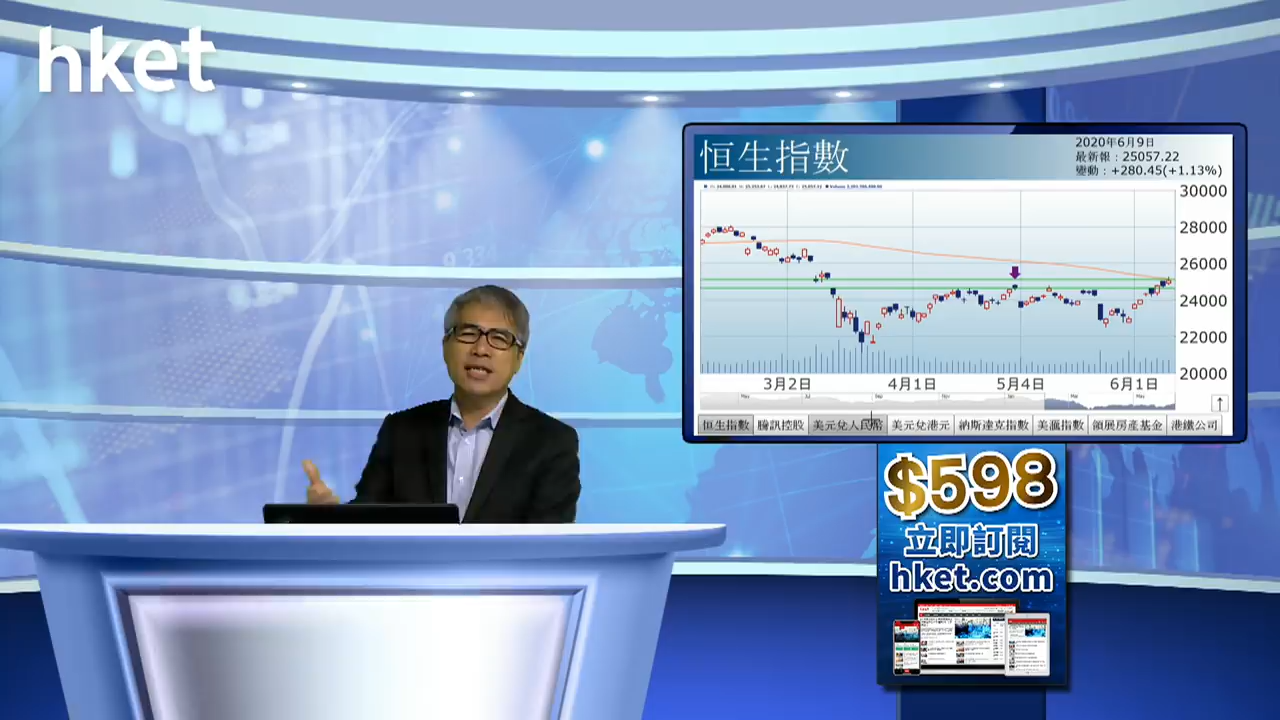 hket
恒生指數
2020年6月9日
最新報：25057.22
變動：+280.45(+1.13%)
30000
28000
26000
24000
22000
20000
3月2日
4月1日
5月4日
6月1日
恒生指數
騰訊控股
美元兌人民幣
美元兌港元
納斯達克指數
美滙指數
領展房產基金
港鐵公司
$598
立即訂閱
hket.com